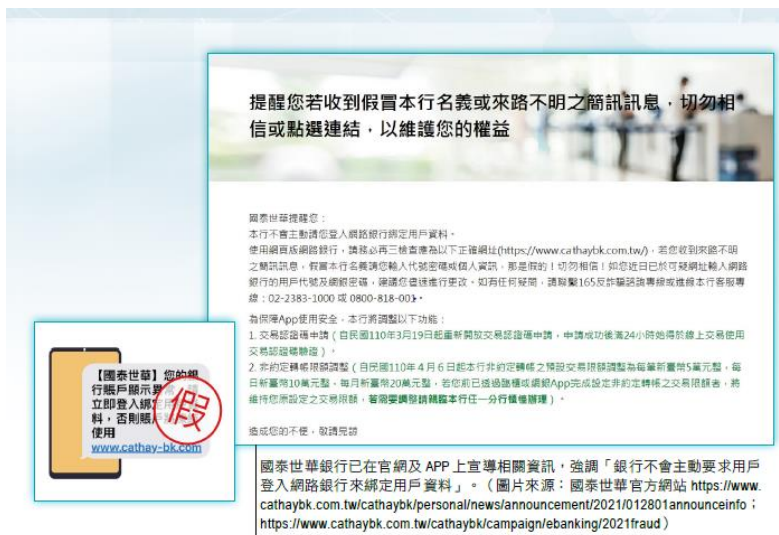 提醒您若收到假冒本行名義或來路不明之簡訊訊息，切勿相
信或點選連結，以維護您的權益
國泰世華提醒您：
本行不會主動請您登入網路銀行綁定用戶資料。
使用網頁版網路銀行，請務必再三檢查應為以下正確網址(https://www.cathaybk.com.tw/)，若您收到來路不明
之簡訊訊息，假冒本行名義請您輸入代號密碼或個人資訊，那是假的！切勿相信！如您近日已於可疑網址輸入網路
銀行的用戶代號及網銀密碼，建議您儘速進行更改。如有任何疑問，請聯繫165反詐騙諮詢專線或進線本行客服專
線：02-2383-1000 或 0800-818-001。
為保障App使用安全，本行將調整以下功能：
1. 交易認證碼申請（自民國110年3月19日起重新開放交易認證碼申請，申請成功後滿24小時始得於線上交易使用
交易認證碼驗證）。
2. 非約定轉帳限額調整（自民國110年4月6日起本行非約定轉帳之預設交易限額調整為每筆新臺幣5萬元整、每
日新臺幣10萬元整、每月新臺幣20萬元整，若您前已透過臨櫃或網銀App完成設定非約定轉帳之交易限額者，將
維持您原設定之交易限額，若需要調整請親臨本行任一分行臨櫃辦理）。
造成您的不便，敬請見諒
【國泰世華】您的銀
行賬戶顯示異常，請
立即登入綁定用戶資
料，否則賬戶
使用
www.cathay-bk.com
假
國泰世華銀行已在官網及 APP 上宣導相關資訊，強調「銀行不會主動要求用戶
登入網路銀行來綁定用戶資料」。（圖片來源：國泰世華官方網站 https://www.
cathaybk.com.tw/cathaybk/personal/news/announcement/2021/012801announceinfo；
https://www.cathaybk.com.tw/cathaybk/campaign/ebanking/2021fraud）